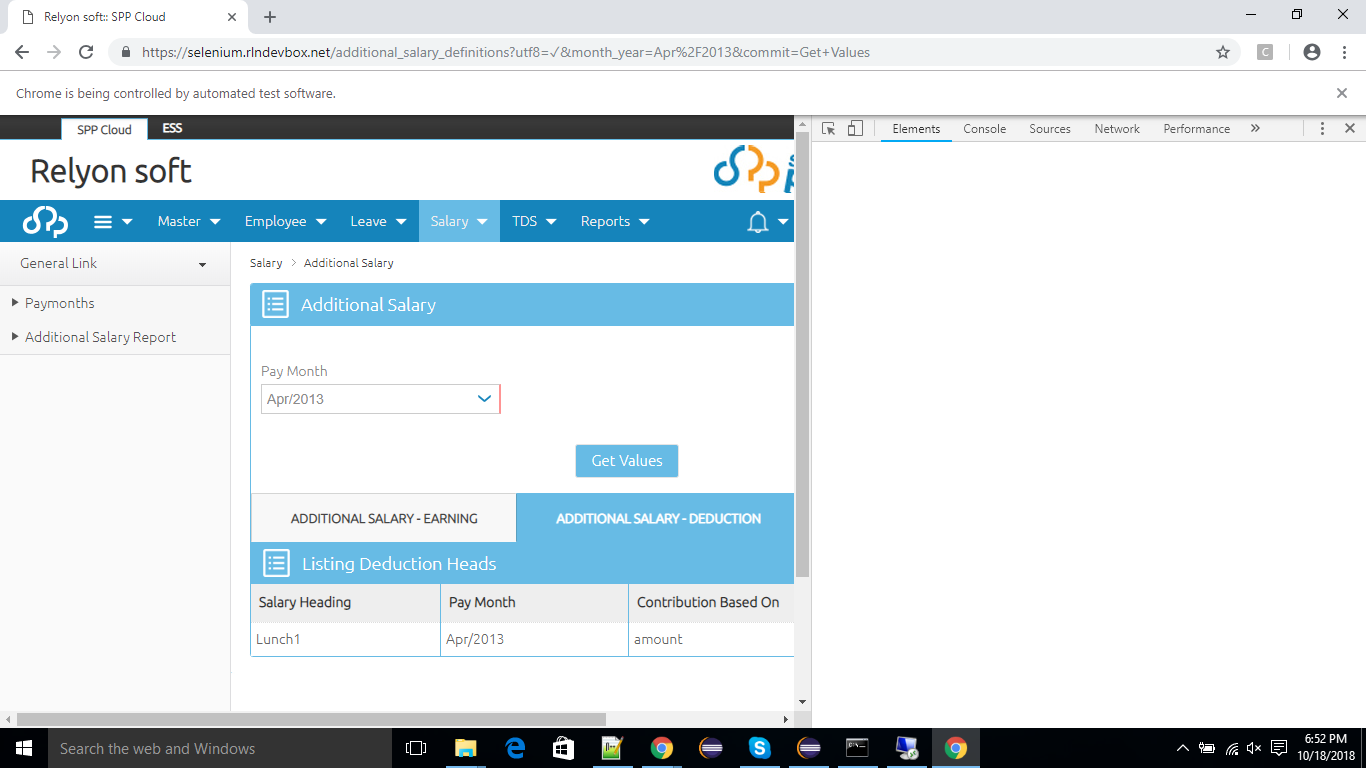 Relyon soft:: SPP Cloud
https://selenium.rlndevbox.net/additional_salary_definitions?utf8=✓&month_year=Apr%2F2013&commit=Get+Values
C
Chrome is being controlled by automated test software.
SPP Cloud ESS
Elements Console Sources Network Performance
Relyon soft
Master Employee Leave Salary TDS Reports
General Link
Paymonths
Additional Salary Report
Salary > Additional Salary
Additional Salary
Pay Month
Apr/2013
Get Values
ADDITIONAL SALARY - EARNING ADDITIONAL SALARY - DEDUCTION
Listing Deduction Heads
Salary Heading Pay Month Contribution Based On
Lunch1 Apr/2013 amount
Search the web and Windows
6:52 PM
10/18/2018